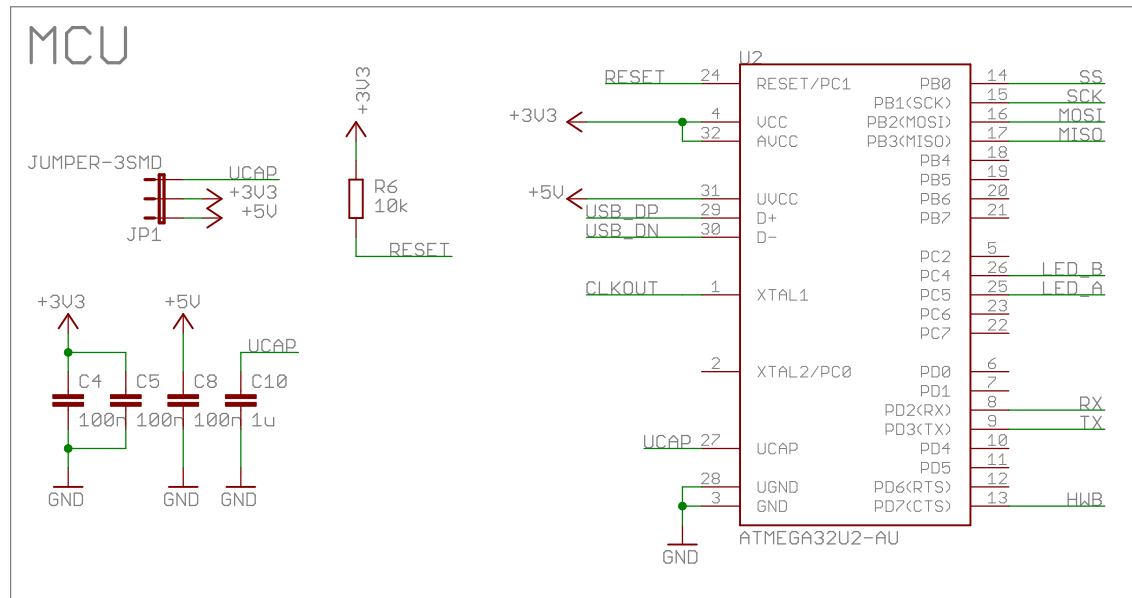 MCU
JUMPER-3SMD
UCAP
+3V3
+5V
JP1
+3V3
R6
10k
RESET
+3V3
C4
100n
C5
100n
GND
+5V
C8
100n
GND
UCAP
C10
1u
GND
U2
RESET 24 RESET/PC1
+3V3 4 VCC
32 AVCC
+5V 31 UVCC
USB_DP 29 D+
USB_DN 30 D-
CLKOUT 1 XTAL1
2 XTAL2/PC0
UCAP 27 UCAP
28 UGND
3 GND
GND
PB0 14 SS
PB1(SCK) 15 SCK
PB2(MOSI) 16 MOSI
PB3(MISO) 17 MISO
PB4 18
PB5 19
PB6 20
PB7 21
PC2 5
PC4 26 LED_B
PC5 25 LED_A
PC6 23
PC7 22
PD0 6
PD1 7
PD2(RX) 8 RX
PD3(TX) 9 TX
PD4 10
PD5 11
PD6(RTS) 12
PD7(CTS) 13 HWB
ATMEGA32U2-AU